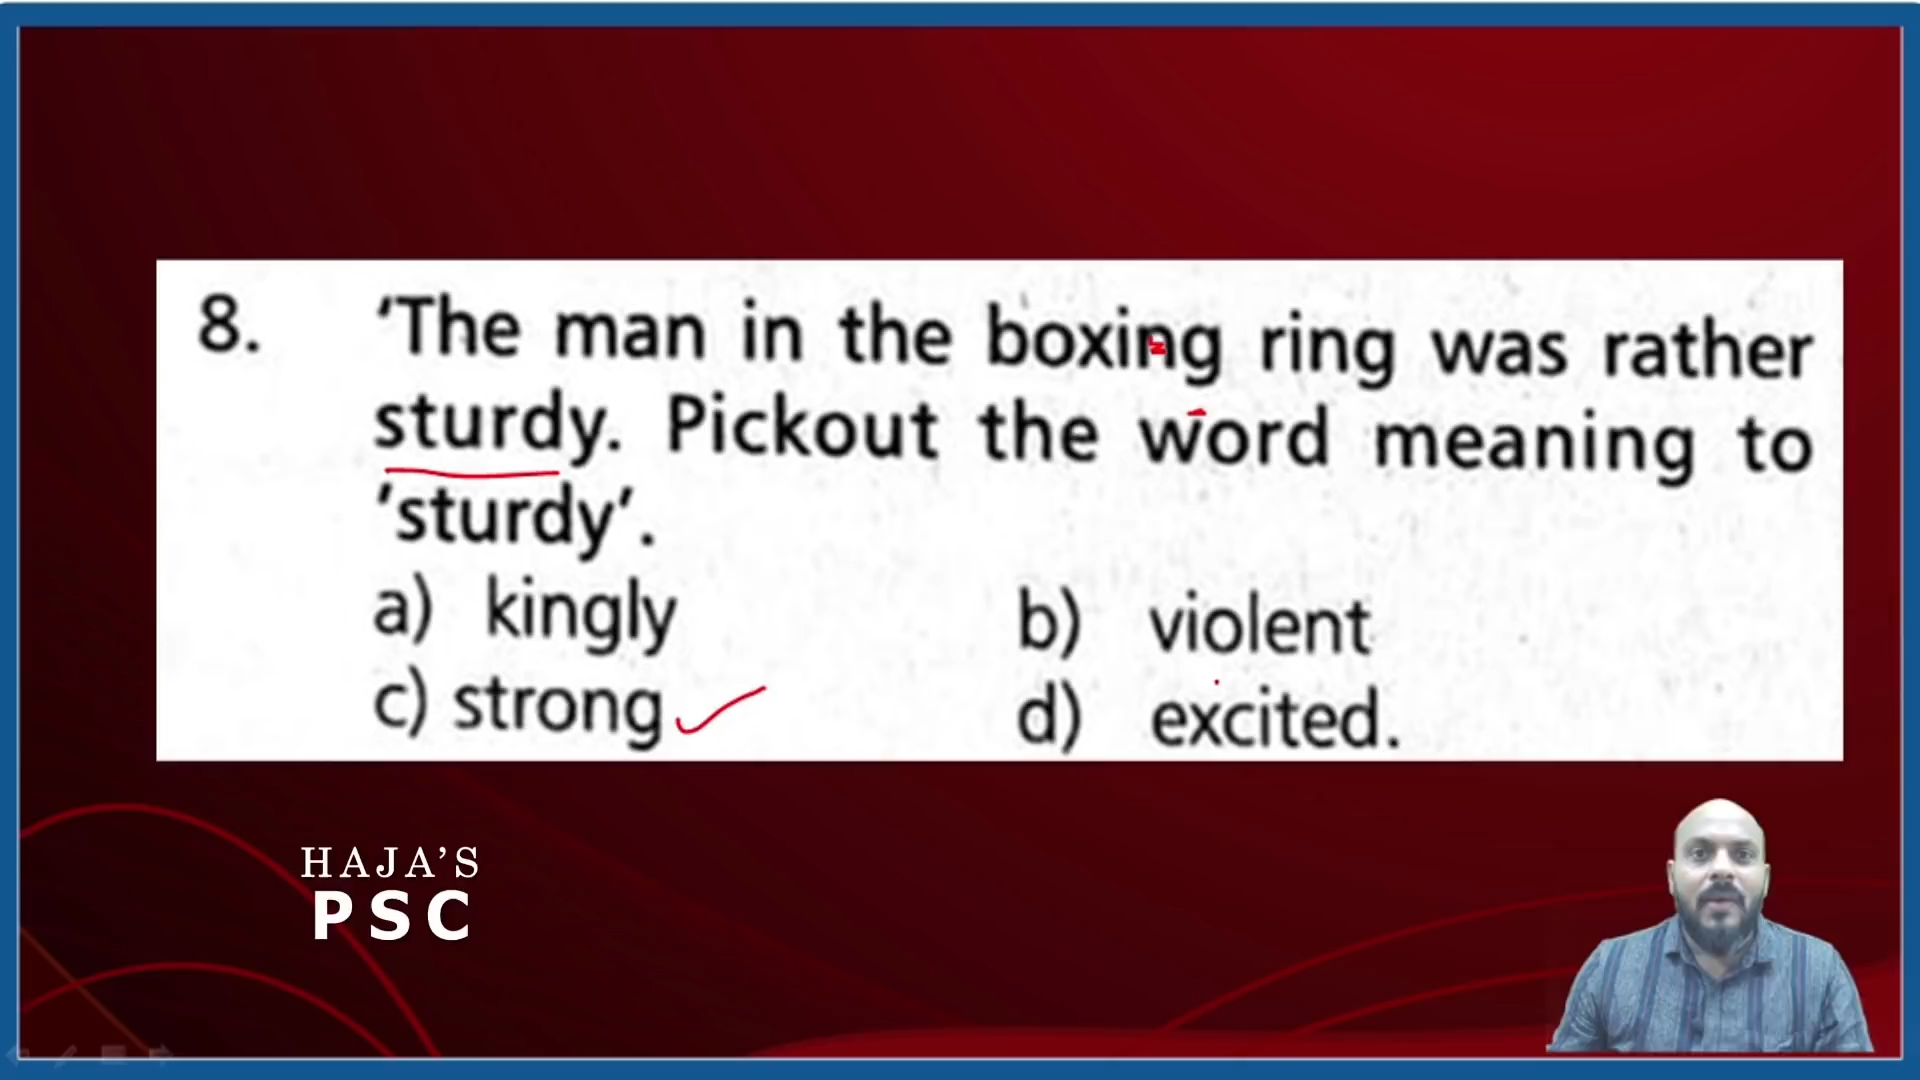 8. ‘The man in the boxing ring was rather
sturdy. Pickout the word meaning to
‘sturdy’.
a) kingly b) violent
c) strong d) excited.
HAJA’S
PSC